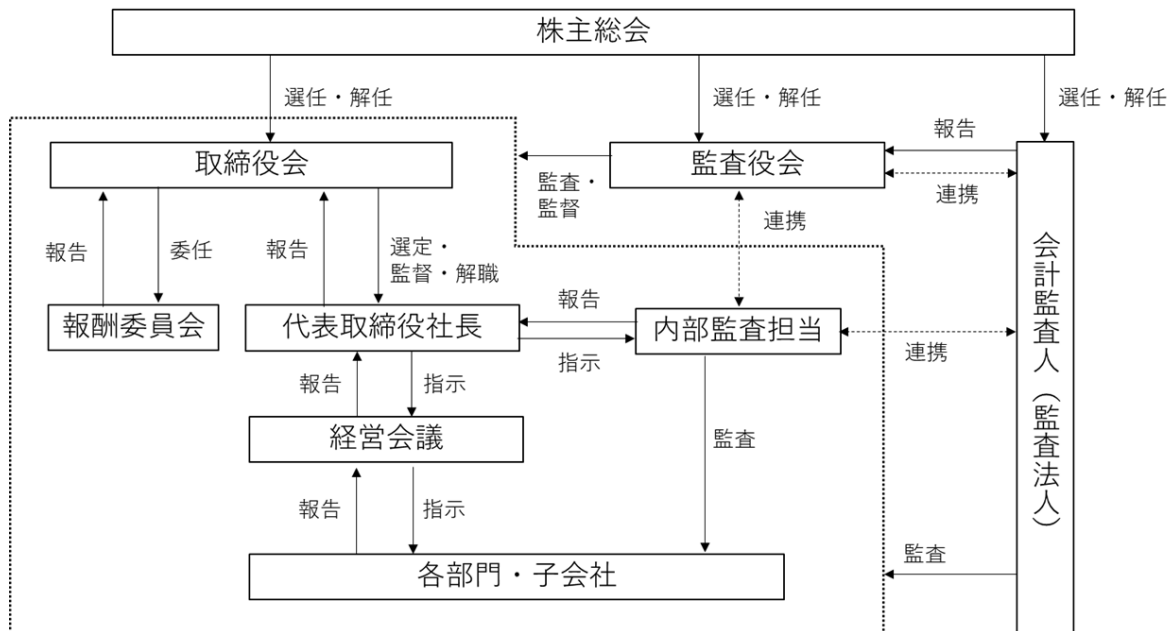 株主総会
選任・解任
選任・解任
選任・解任
取締役会
監査役会
報告
連携
監査・
監督
連携
報告
委任
報告
選定・
監督・解職
報酬委員会
代表取締役社長
報告
指示
内部監査担当
連携
会計監査人（監査法人）
報告
指示
経営会議
監査
報告
指示
各部門・子会社
監査